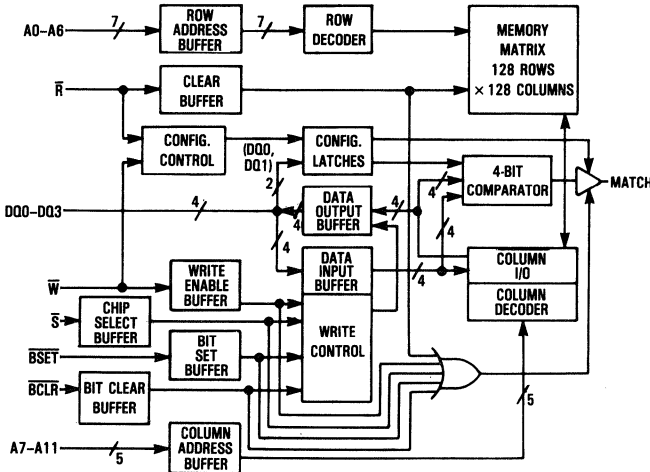 A0-A6
7
ROW
ADDRESS
BUFFER
7
ROW
DECODER
MEMORY
MATRIX
128 ROWS
× 128 COLUMNS
R̅
CLEAR
BUFFER
CONFIG.
CONTROL
(DQ0,
DQ1)
2
CONFIG.
LATCHES
4-BIT
COMPARATOR
MATCH
DQ0-DQ3
4
4
DATA
OUTPUT
BUFFER
4
4
4
4
DATA
INPUT
BUFFER
4
COLUMN
I/O
W̅
WRITE
ENABLE
BUFFER
COLUMN
DECODER
S̅
CHIP
SELECT
BUFFER
WRITE
CONTROL
B̅S̅E̅T̅
BIT
SET
BUFFER
B̅C̅L̅R̅
BIT CLEAR
BUFFER
5
A7-A11
5
COLUMN
ADDRESS
BUFFER